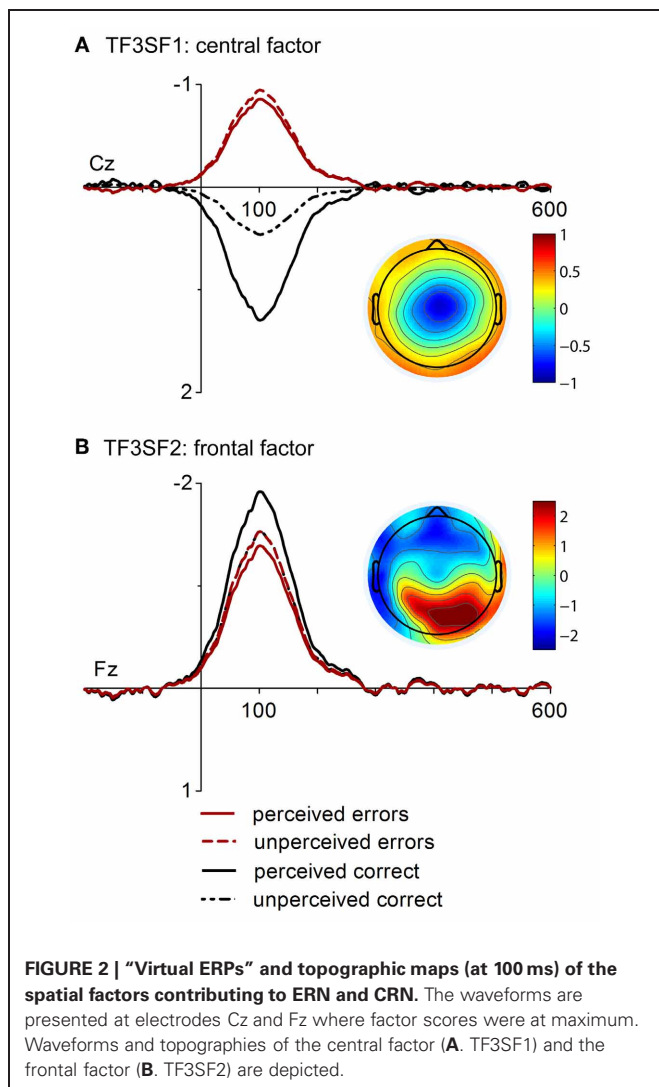 A TF3SF1: central factor
-1
Cz
100
600
2
1
0.5
0
−0.5
−1
B TF3SF2: frontal factor
-2
Fz
100
600
1
2
1
0
−1
−2
perceived errors
unperceived errors
perceived correct
unperceived correct
FIGURE 2 | “Virtual ERPs” and topographic maps (at 100 ms) of the
spatial factors contributing to ERN and CRN. The waveforms are
presented at electrodes Cz and Fz where factor scores were at maximum.
Waveforms and topographies of the central factor (A. TF3SF1) and the
frontal factor (B. TF3SF2) are depicted.